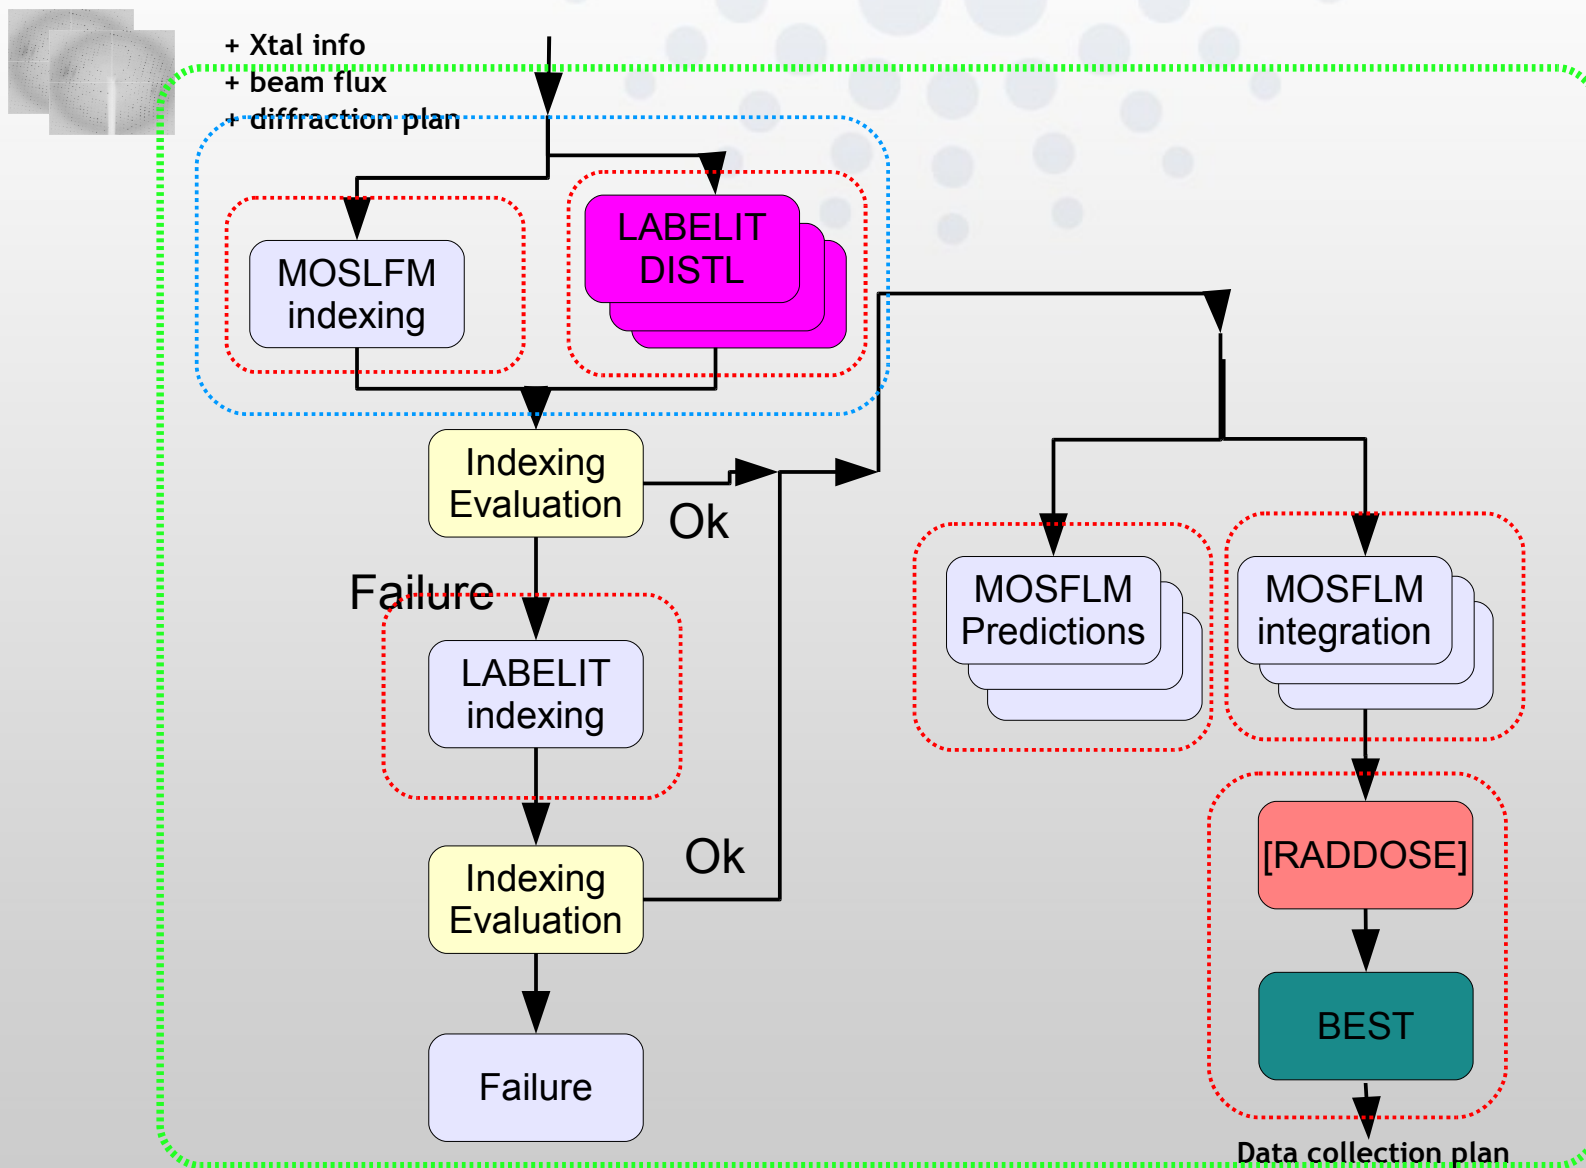 + Xtal info
+ beam flux
+ diffraction plan
LABELIT
DISTL
MOSLFM
indexing
Indexing
Evaluation
Ok
Failure
MOSFLM
Predictions
MOSFLM
integration
LABELIT
indexing
Ok
Indexing
Evaluation
[RADDOSE]
BEST
Failure
Data collection plan